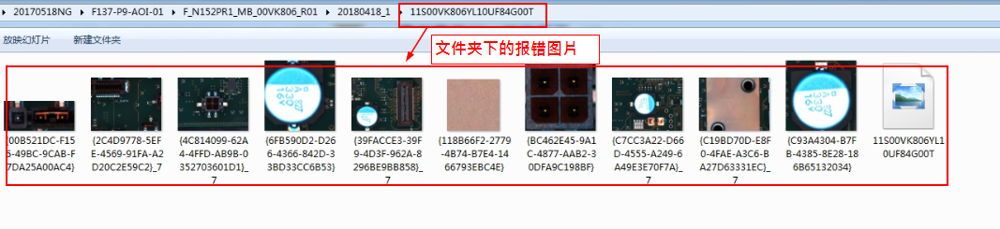 20170518NG ▸ F137-P9-AOI-01 ▸ F_N152PR1_MB_00VK806_R01 ▸ 20180418_1 ▸ 11S00VK806YL10UF84G00T
放映幻灯片 新建文件夹
文件夹下的报错图片
{00B521DC-F15
5-49BC-9CAB-F
7DA25A00AC4}
{2C4D9778-5EF
E-4569-91FA-A2
D20C2E59C2}_7
{4C814099-62A
4-4FFD-AB9B-0
352703601D1}_
7
{6FB590D2-D26
6-4366-842D-3
3BD33CC6B53}
{39FACCE3-39F
9-4D3F-962A-8
296BE9BB858}_
7
{118B66F2-2779
-4B74-B7E4-14
66793EBC4E}
{BC462E45-9A1
C-4877-AAB2-3
0DFA9C198BF}
{C7CC3A22-D66
D-4555-A249-6
A49E3E70F7A}_
7
{C19BD70D-E8F
0-4FAE-A3C6-B
A27D63331EC}_
7
{C93A4304-B7F
B-4385-8E28-18
6B65132034}
11S00VK806YL1
0UF84G00T